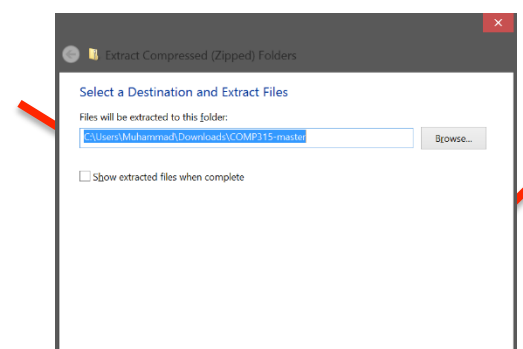 Extract Compressed (Zipped) Folders
Select a Destination and Extract Files
Files will be extracted to this folder:
C:\Users\Muhammad\Downloads\COMP315-master
Browse...
Show extracted files when complete